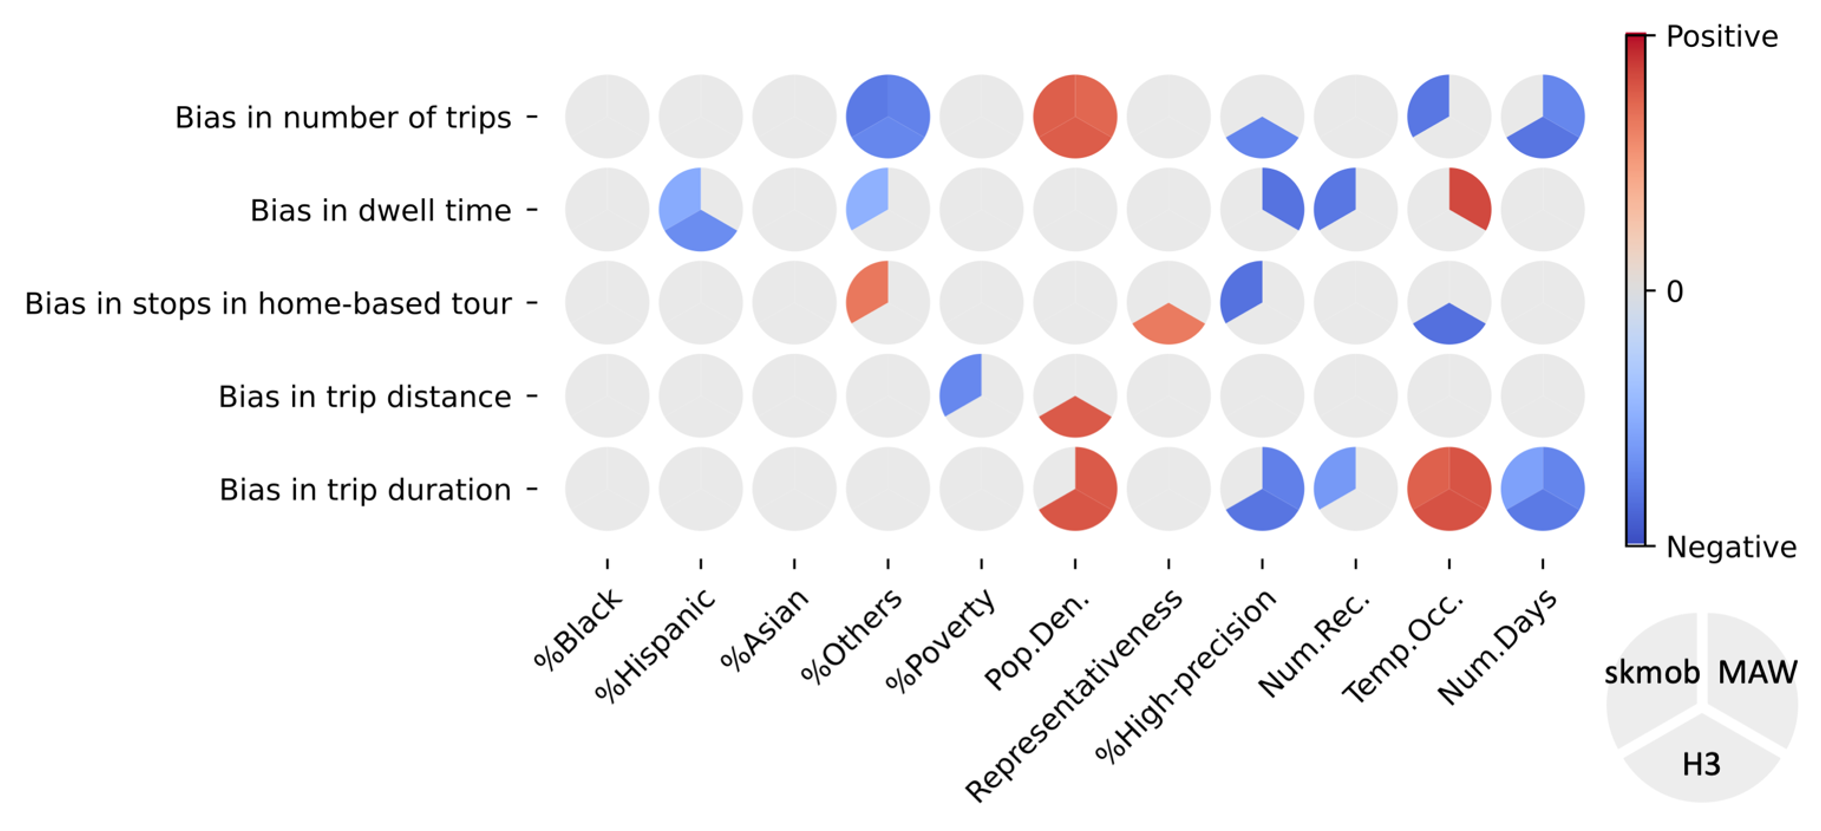 Positive
Bias in number of trips
Bias in dwell time
Bias in stops in home-based tour
0
Bias in trip distance
Bias in trip duration
Negative
%Black
%Hispanic
%Asian
%Others
%Poverty
Pop.Den.
Representativeness
%High-precision
Num.Rec.
Temp.Occ.
Num.Days
skmob MAW
H3